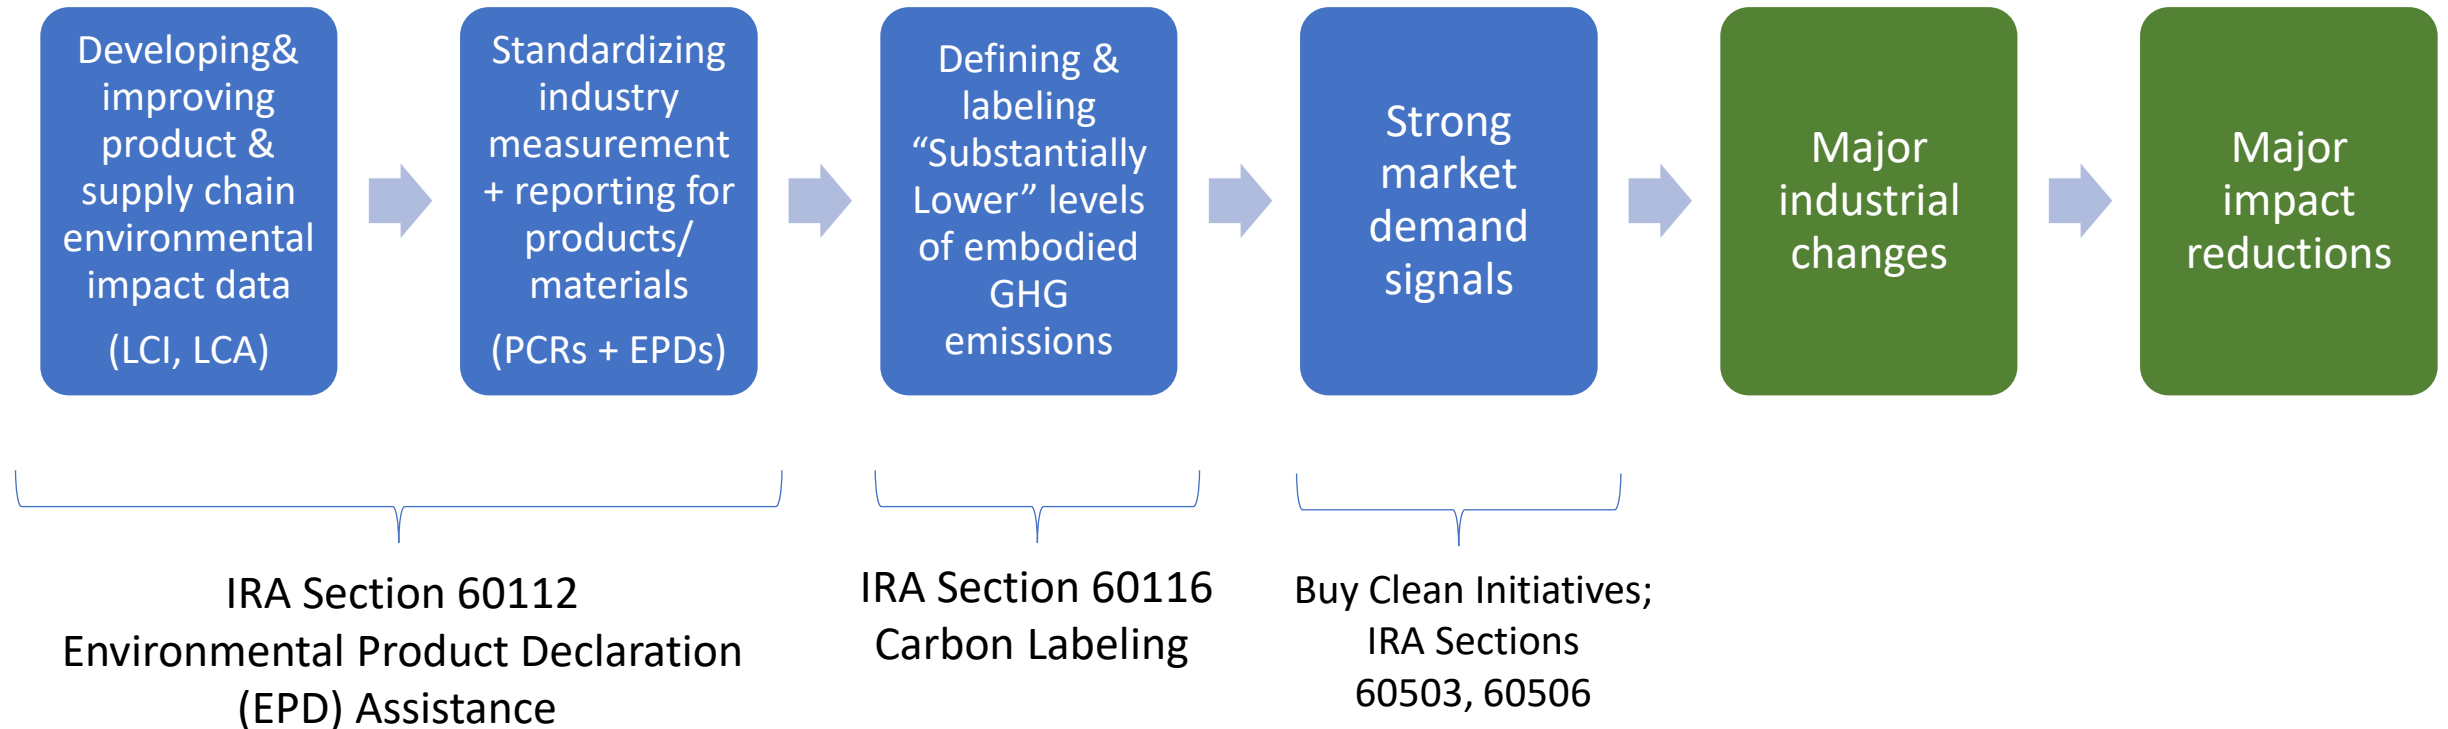 Developing&
improving
product &
supply chain
environmental
impact data
(LCI, LCA)
Standardizing
industry
measurement
+ reporting for
products/
materials
(PCRs + EPDs)
Defining &
labeling
“Substantially
Lower” levels
of embodied
GHG
emissions
Strong
market
demand
signals
Major
industrial
changes
Major
impact
reductions
IRA Section 60112
Environmental Product Declaration
(EPD) Assistance
IRA Section 60116
Carbon Labeling
Buy Clean Initiatives;
IRA Sections
60503, 60506